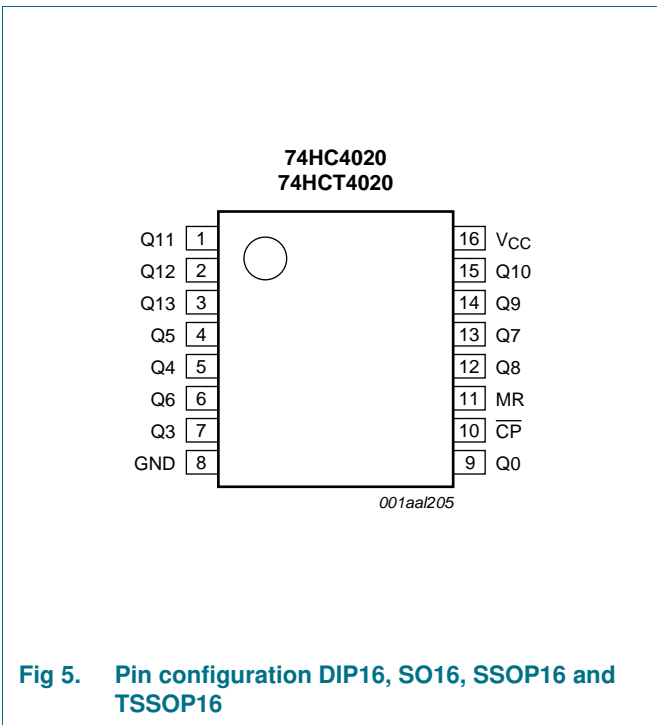 74HC4020
74HCT4020
Q11 1 16 VCC
Q12 2 15 Q10
Q13 3 14 Q9
Q5 4 13 Q7
Q4 5 12 Q8
Q6 6 11 MR
Q3 7 10 C̅P̅
GND 8 9 Q0
001aal205
Fig 5. Pin configuration DIP16, SO16, SSOP16 and
TSSOP16